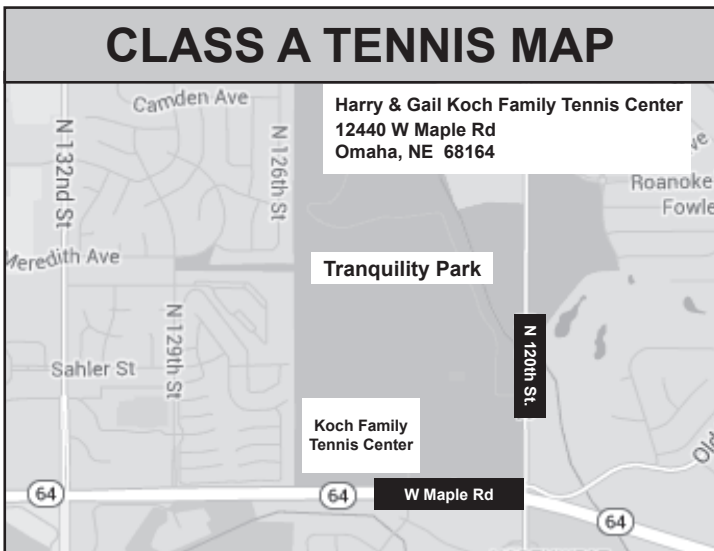 CLASS A TENNIS MAP
Harry & Gail Koch Family Tennis Center
12440 W Maple Rd
Omaha, NE  68164
Camden Ave
N 132nd St
N 126th St
Roanoke
Fowle
Meredith Ave
Tranquility Park
N 129th St
N 120th St.
Sahler St
Koch Family
Tennis Center
Old
64
64
W Maple Rd
64